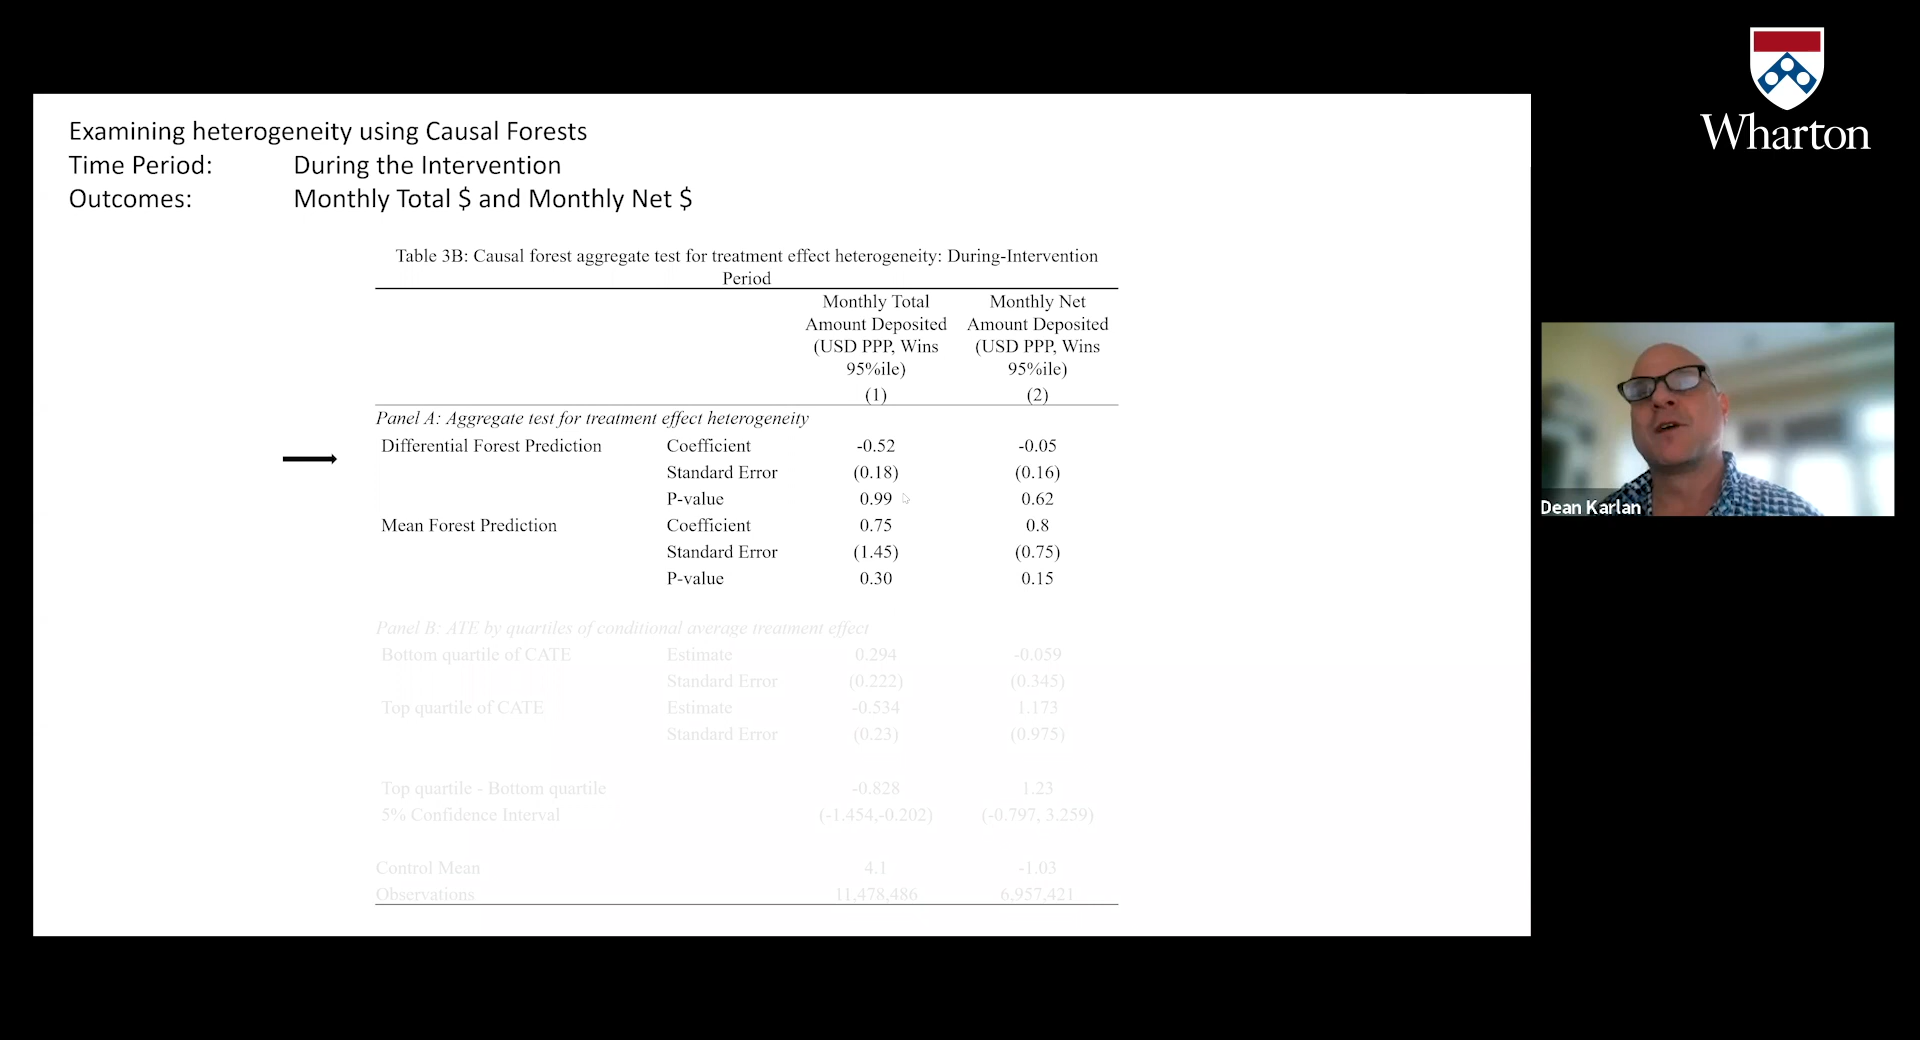 Wharton
Examining heterogeneity using Causal Forests
Time Period: During the Intervention
Outcomes: Monthly Total $ and Monthly Net $
Table 3B: Causal forest aggregate test for treatment effect heterogeneity: During-Intervention
Period
Monthly Total Monthly Net
Amount Deposited Amount Deposited
(USD PPP, Wins (USD PPP, Wins
95%ile) 95%ile)
(1) (2)
Panel A: Aggregate test for treatment effect heterogeneity
Differential Forest Prediction Coefficient -0.52 -0.05
Standard Error (0.18) (0.16)
P-value 0.99 0.62
Mean Forest Prediction Coefficient 0.75 0.8
Standard Error (1.45) (0.75)
P-value 0.30 0.15
Panel B: ATE by quartiles of conditional average treatment effect
Bottom quartile of CATE Estimate 0.294 -0.059
Standard Error (0.222) (0.345)
Top quartile of CATE Estimate -0.534 1.173
Standard Error (0.23) (0.975)
Top quartile - Bottom quartile -0.828 1.23
5% Confidence Interval (-1.454,-0.202) (-0.797, 3.259)
Control Mean 4.1 -1.03
Observations 11,478,486 6,957,421
Dean Karlan